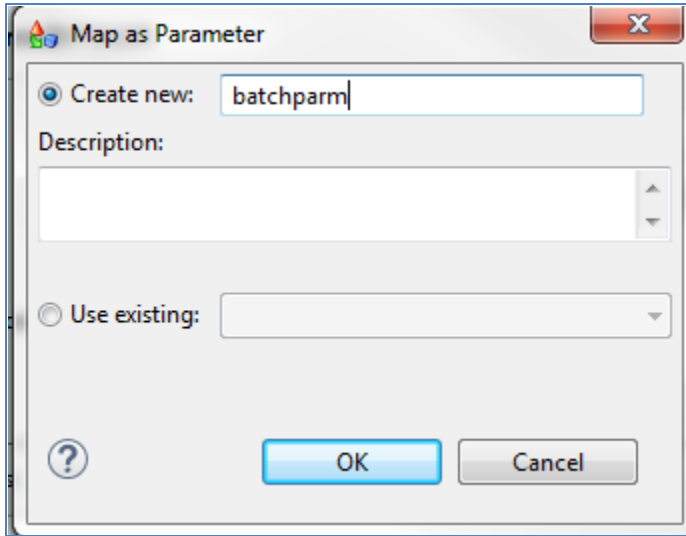 Map as Parameter
Create new: batchparm
Description:
Use existing:
? OK Cancel